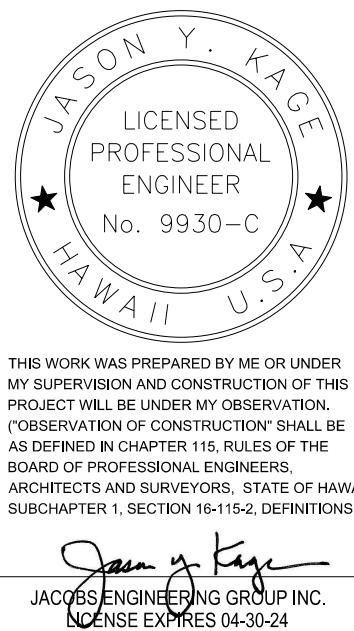 JASON Y. KAGE
LICENSED
PROFESSIONAL
ENGINEER
No. 9930-C
HAWAII U.S.A
THIS WORK WAS PREPARED BY ME OR UNDER
MY SUPERVISION AND CONSTRUCTION OF THIS
PROJECT WILL BE UNDER MY OBSERVATION.
("OBSERVATION OF CONSTRUCTION" SHALL BE
AS DEFINED IN CHAPTER 115, RULES OF THE
BOARD OF PROFESSIONAL ENGINEERS,
ARCHITECTS AND SURVEYORS, STATE OF HAWA
SUBCHAPTER 1, SECTION 16-115-2, DEFINITIONS
Jason Y Kage
JACOBS ENGINEERING GROUP INC.
LICENSE EXPIRES 04-30-24